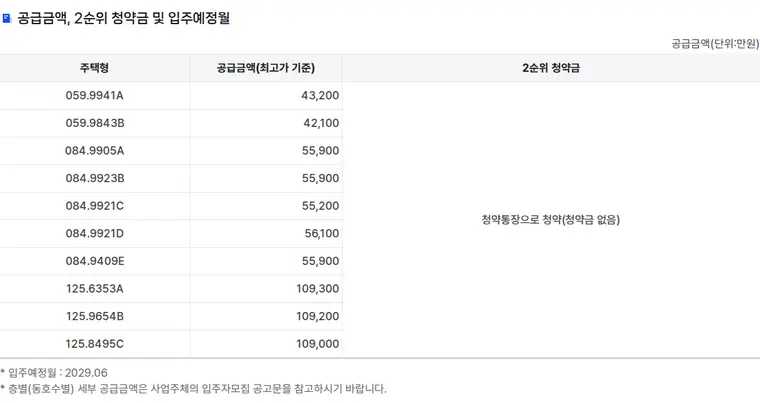 공급금액, 2순위 청약금 및 입주예정월
공급금액(단위:만원)
주택형 공급금액(최고가 기준) 2순위 청약금
059.9941A 43,200
059.9843B 42,100
084.9905A 55,900
084.9923B 55,900
084.9921C 55,200
청약통장으로 청약(청약금 없음)
084.9921D 56,100
084.9409E 55,900
125.6353A 109,300
125.9654B 109,200
125.8495C 109,000
* 입주예정월 : 2029.06
* 층별(동호수별) 세부 공급금액은 사업주체의 입주자모집 공고문을 참고하시기 바랍니다.